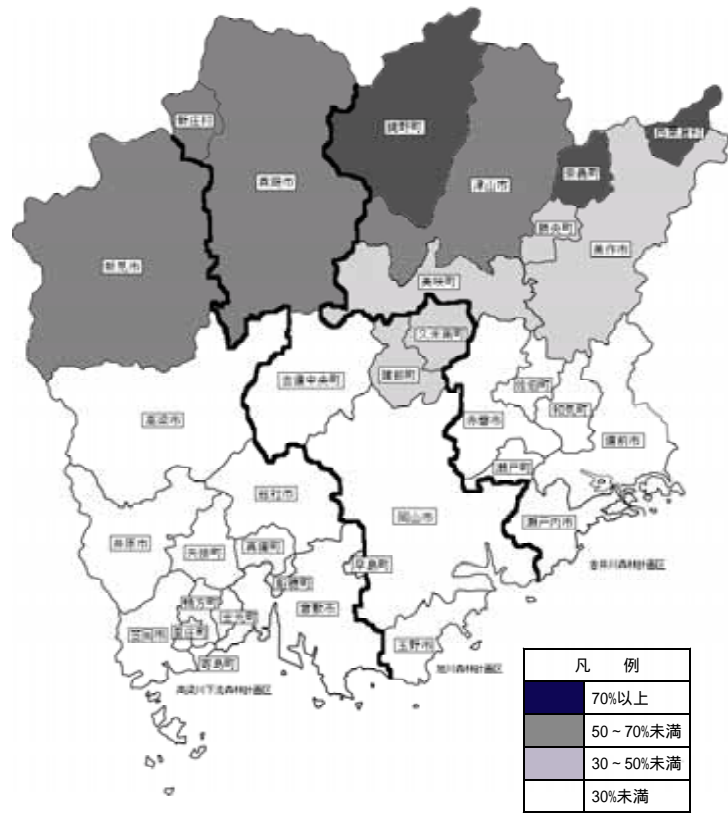 鏡野町
西粟倉村
新庄村
奈義町
真庭市
津山市
勝央町
美作市
新見市
美咲町
久米南町
建部町
吉備中央町
佐伯町
和気町
高梁市
赤磐市
備前市
瀬戸町
総社市
岡山市
瀬戸内市
井原市
矢掛町
真備町
早島町
吉井川森林計画区
船穂町
倉敷市
鴨方町
金光町
笠岡市
里庄町
玉野市
寄島町
旭川森林計画区
高梁川下流森林計画区
凡 例
70%以上
50~70%未満
30~50%未満
30%未満